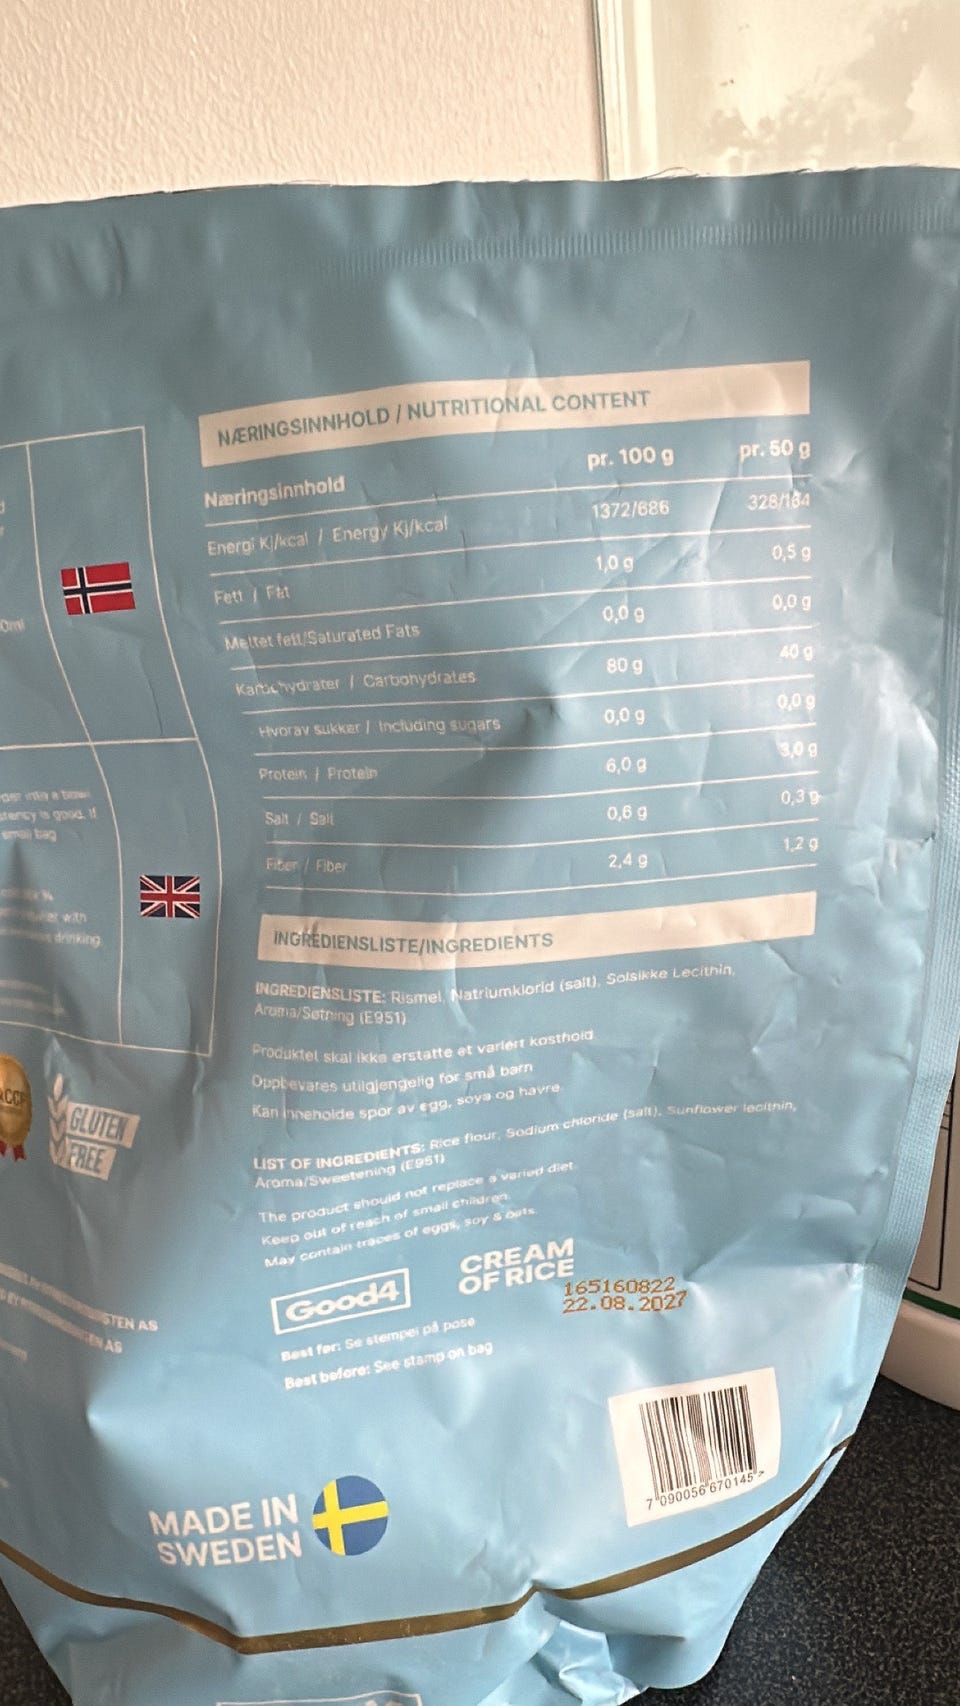 NÆRINGSINNHOLD / NUTRITIONAL CONTENT
Næringsinnhold pr. 100 g pr. 50 g
Energi Kj/kcal / Energy Kj/kcal 1372/686 328/164
Fett / Fat 1,0 g 0,5 g
Mettet fett/Saturated Fats 0,0 g 0,0 g
Karbohydrater / Carbohydrates 80 g 40 g
Hvorav sukker / Including sugars 0,0 g 0,0 g
Protein / Protein 6,0 g 3,0 g
Salt / Salt 0,6 g 0,3 g
Fiber / Fiber 2,4 g 1,2 g
0ml
small bag
with
drinking
GLUTEN
FREE
INGREDIENSLISTE/INGREDIENTS
INGREDIENSLISTE: Rismel, Natriumklorid (salt), Solsikke Lecithin,
Aroma/Søtning (E951)
Produktet skal ikke erstatte et variert kosthold
Oppbevares utilgjengelig for små barn
Kan inneholde spor av egg, soya og havre
LIST OF INGREDIENTS: Rice flour, Sodium chloride (salt), Sunflower lecithin,
Aroma/Sweetening (E951)
The product should not replace a varied diet
Keep out of reach of small children
May contain traces of eggs, soy & oats
Good4
CREAM
OF RICE
165160822
22.08.2027
Best før: Se stempel på pose
Best before: See stamp on bag
7 090056 670145 >
MADE IN
SWEDEN